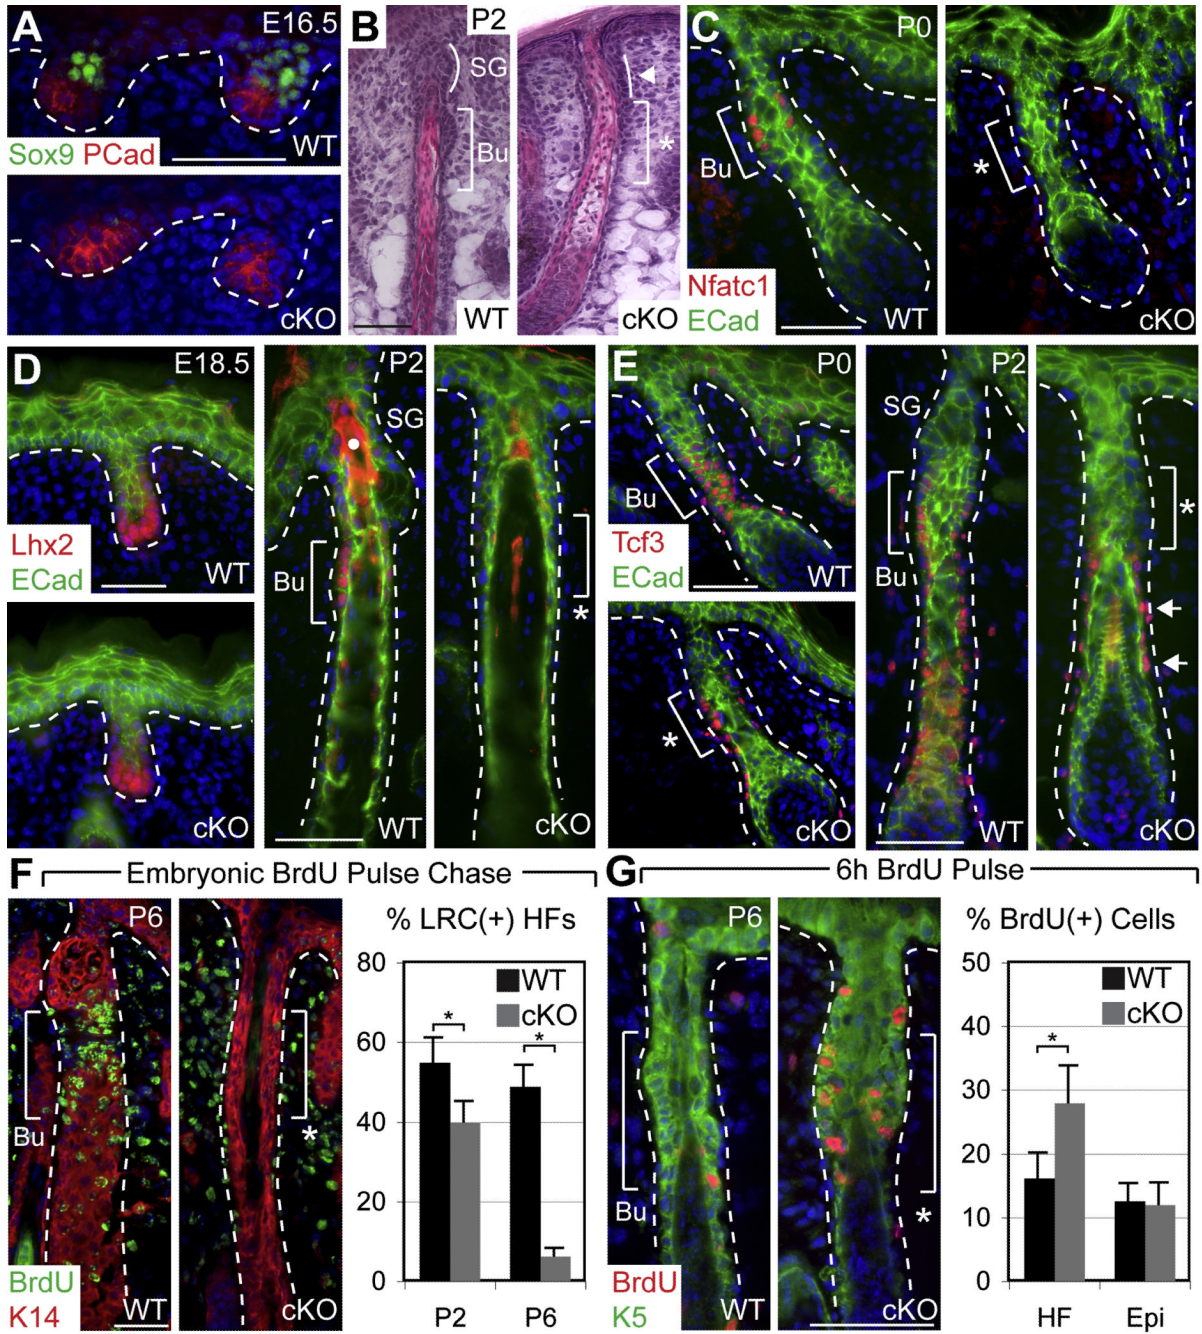 A
E16.5
Sox9 PCad
WT
cKO
B
P2
SG
Bu
WT
*
cKO
C
P0
Bu
Nfatc1
ECad
WT
*
cKO
D
E18.5
Lhx2
ECad
WT
cKO
P2
SG
Bu
WT
*
cKO
E
P0
Bu
Tcf3
ECad
WT
*
cKO
P2
SG
Bu
WT
*
cKO
F
Embryonic BrdU Pulse Chase
P6
Bu
BrdU
K14
WT
*
cKO
% LRC(+) HFs
80
60
40
20
0
WT
cKO
*
*
P2
P6
G
6h BrdU Pulse
P6
Bu
BrdU
K5
WT
*
cKO
% BrdU(+) Cells
50
40
30
20
10
0
WT
cKO
*
HF
Epi